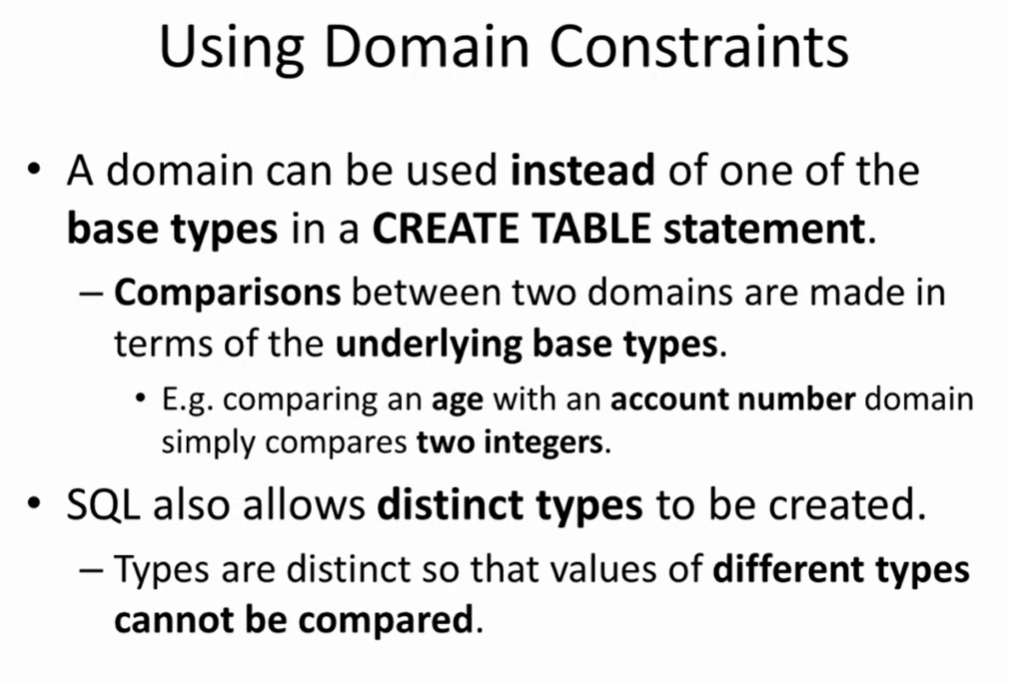 Using Domain Constraints
• A domain can be used instead of one of the
base types in a CREATE TABLE statement.
– Comparisons between two domains are made in
terms of the underlying base types.
• E.g. comparing an age with an account number domain
simply compares two integers.
• SQL also allows distinct types to be created.
– Types are distinct so that values of different types
cannot be compared.